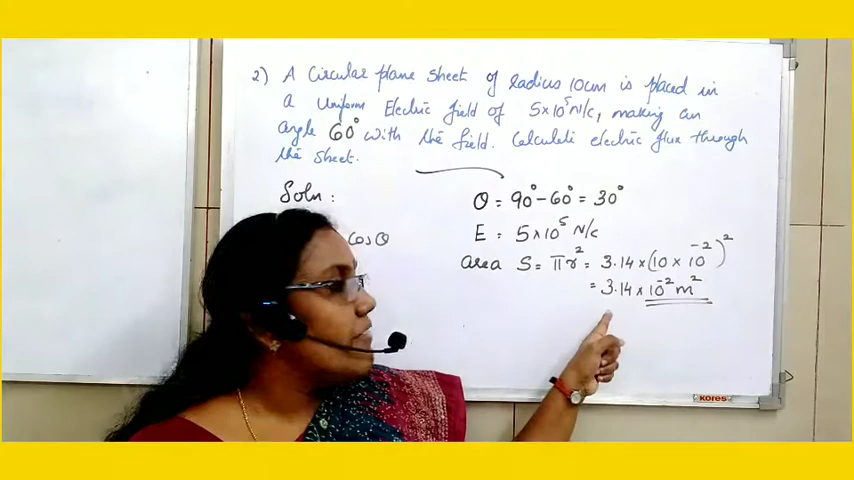 2) A Circular plane sheet of radius 10cm is placed in
a uniform Electric field of 5×10⁵N/C, making an
angle 60° with the field. Calculate electric flux through
the sheet.
Soln :
θ = 90° - 60° = 30°
cosθ
E = 5×10⁵ N/C
area S = πr² = 3.14 × (10 × 10⁻²)²
= 3.14 × 10⁻² m²
kores